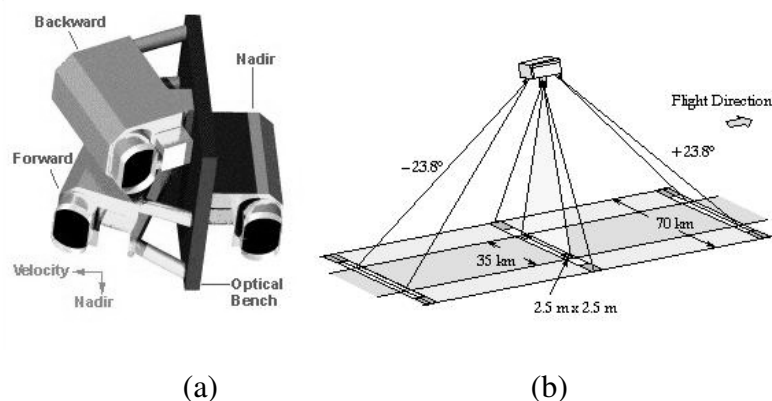 Backward
Nadir
Forward
Velocity
Nadir
Optical
Bench
Flight Direction
−23.8°
+23.8°
70 km
35 km
2.5 m x 2.5 m
(a)
(b)